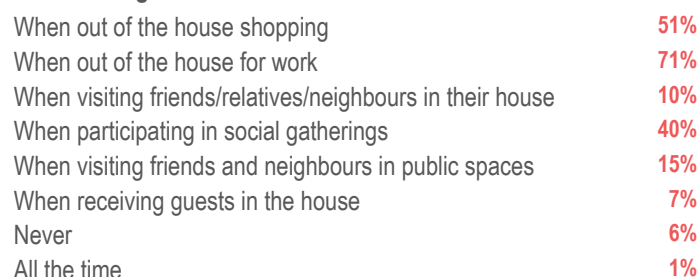 When out of the house shopping 51%
When out of the house for work 71%
When visiting friends/relatives/neighbours in their house 10%
When participating in social gatherings 40%
When visiting friends and neighbours in public spaces 15%
When receiving guests in the house 7%
Never 6%
All the time 1%